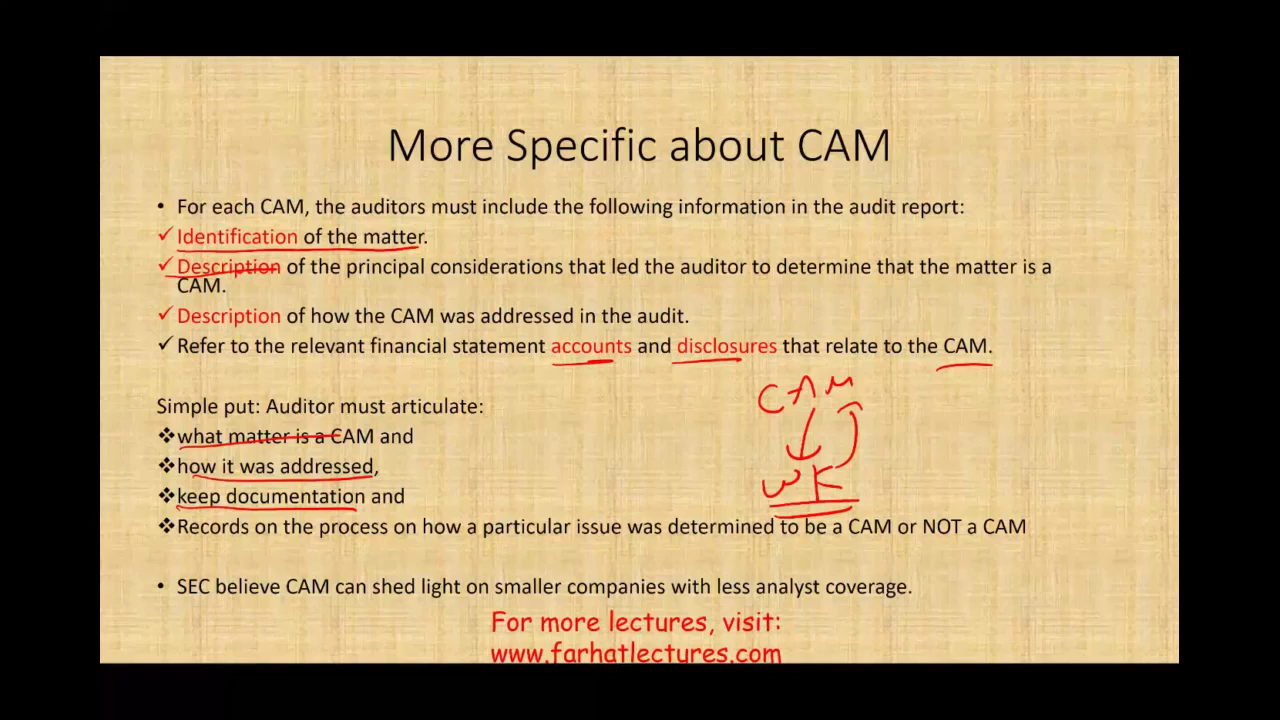 More Specific about CAM
• For each CAM, the auditors must include the following information in the audit report:
✓ Identification of the matter.
✓ Description of the principal considerations that led the auditor to determine that the matter is a
CAM.
✓ Description of how the CAM was addressed in the audit.
✓ Refer to the relevant financial statement accounts and disclosures that relate to the CAM.
CAM
Simple put: Auditor must articulate:
❖ what matter is a CAM and
❖ how it was addressed,
WK
❖ keep documentation and
❖ Records on the process on how a particular issue was determined to be a CAM or NOT a CAM
• SEC believe CAM can shed light on smaller companies with less analyst coverage.
For more lectures, visit:
www.farhatlectures.com